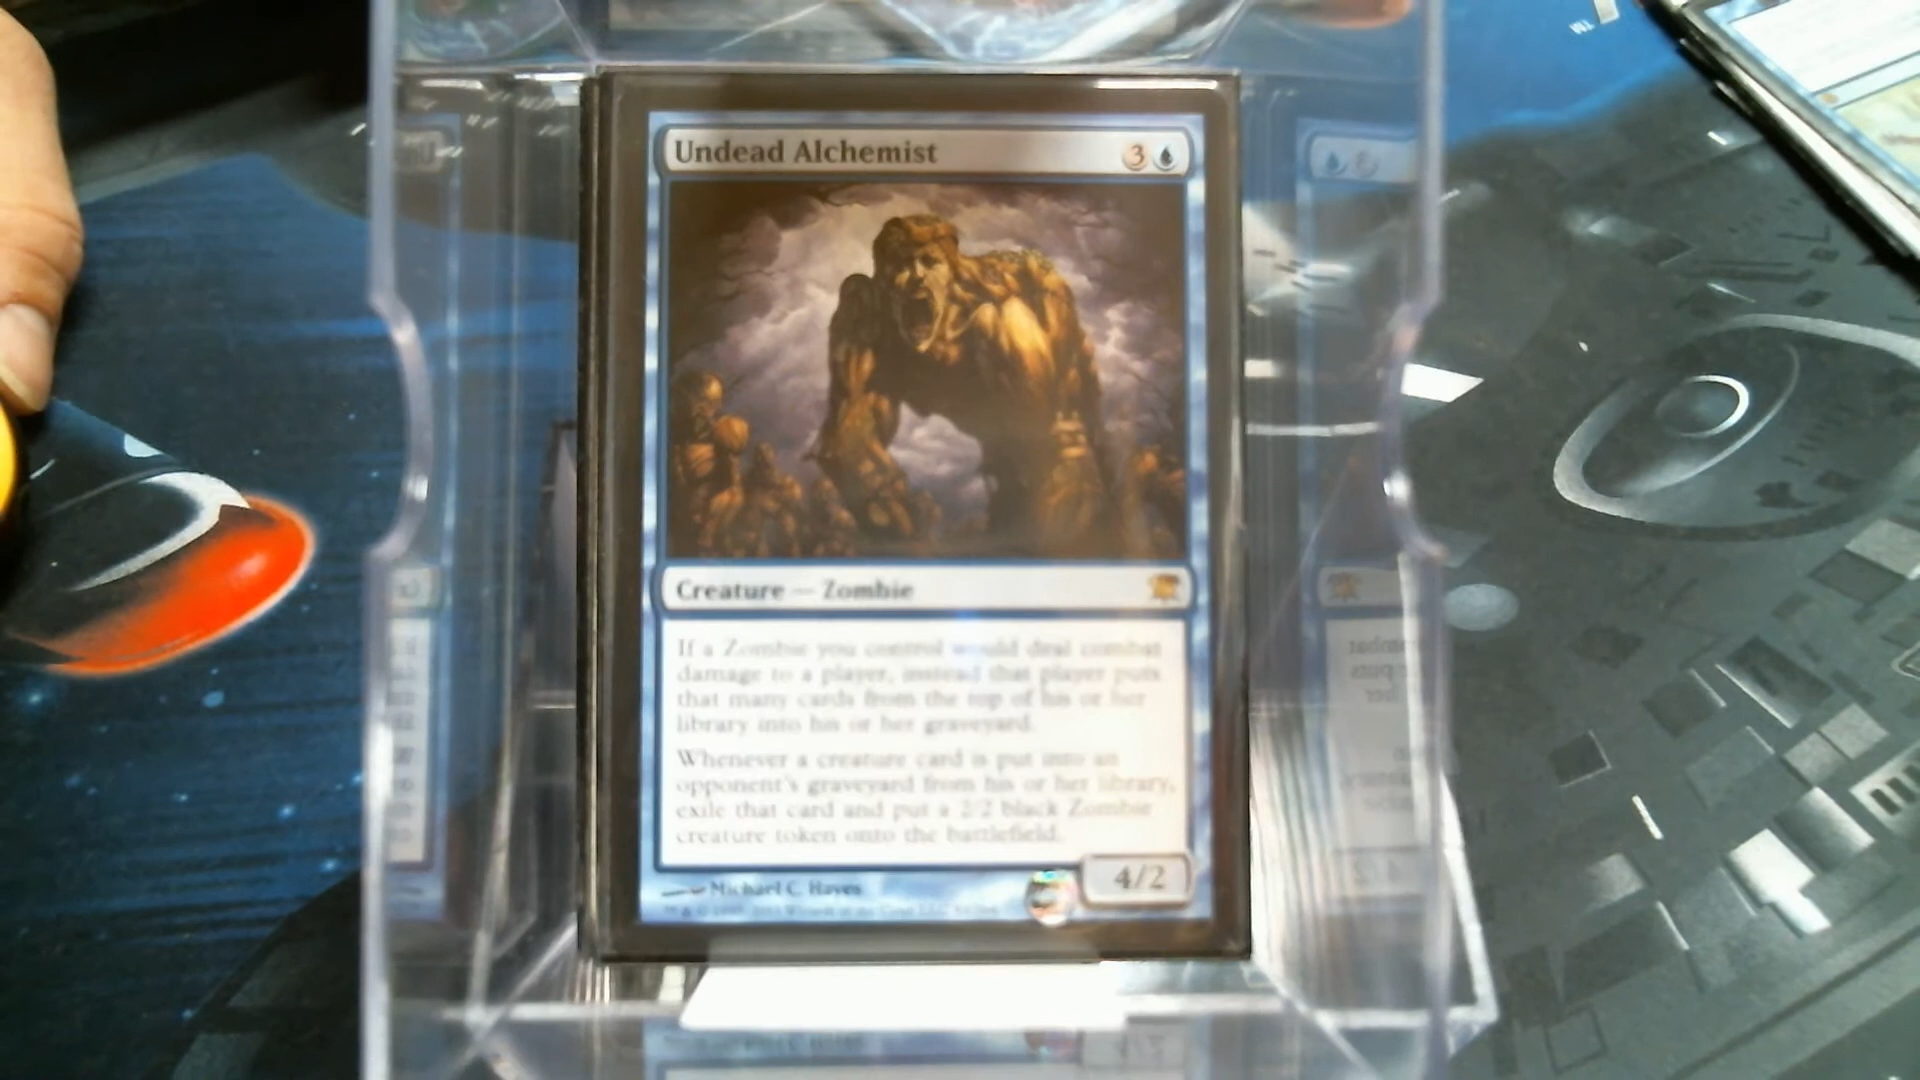 Undead Alchemist
3
Creature — Zombie
If a Zombie you control would deal combat
damage to a player, instead that player puts
that many cards from the top of his or her
library into his or her graveyard.
Whenever a creature card is put into an
opponent's graveyard from his or her library,
exile that card and put a 2/2 black Zombie
creature token onto the battlefield.
Michael C. Hayes
4/2
TM